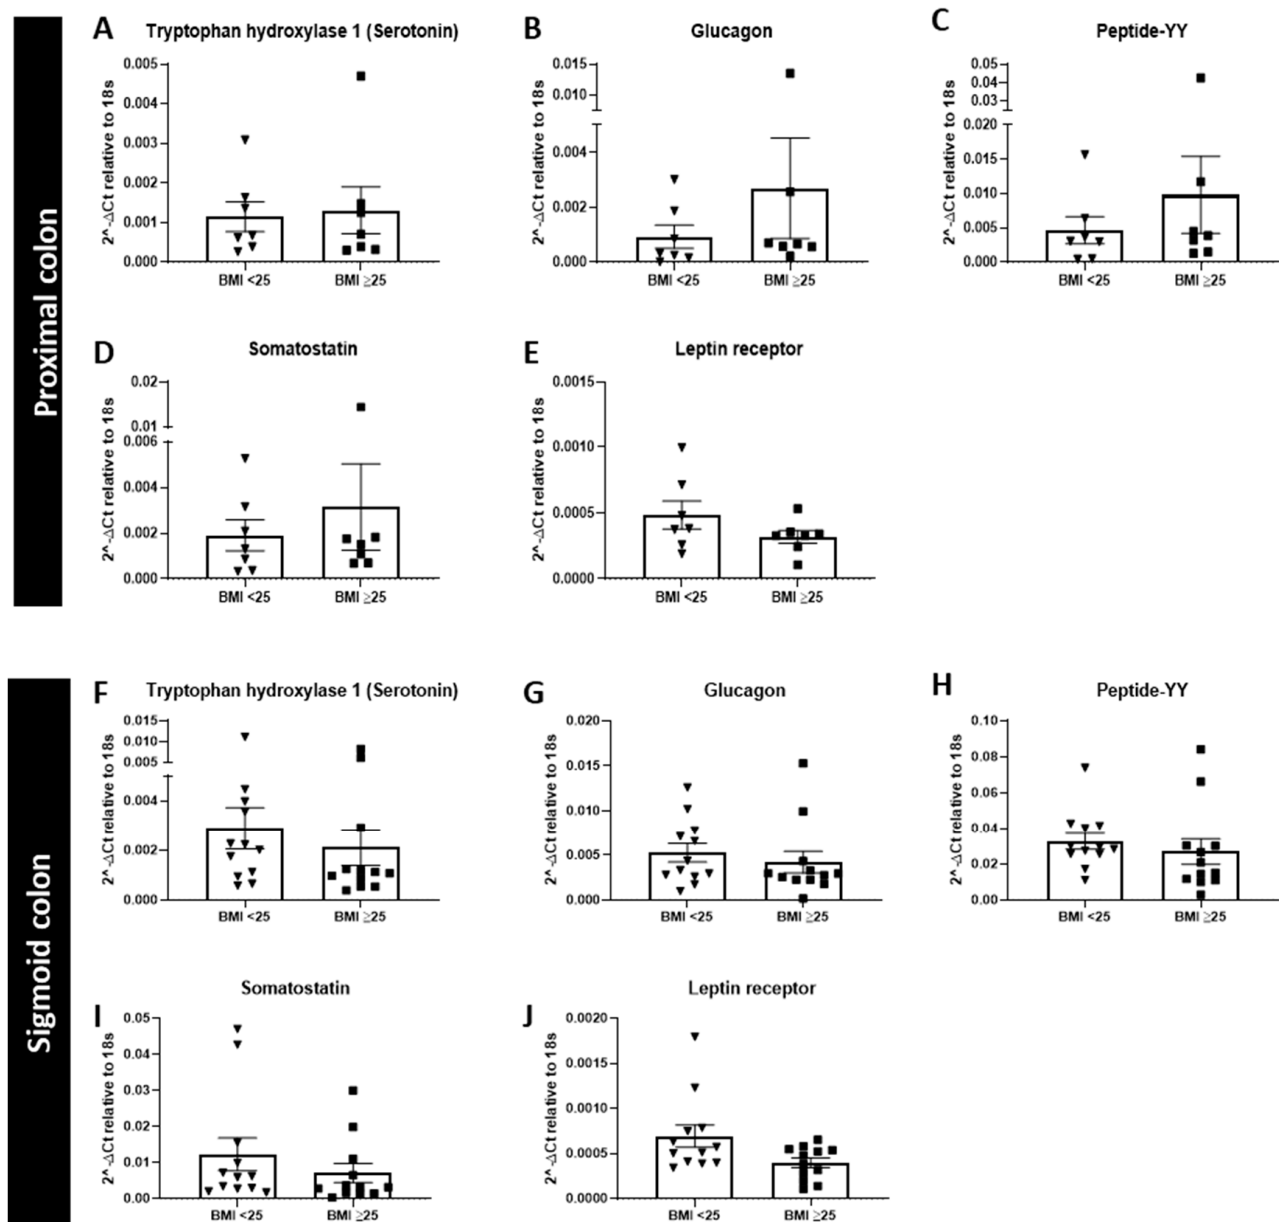 Proximal colon
A
Tryptophan hydroxylase 1 (Serotonin)
2^-ΔCt relative to 18s
0.005
0.004
0.003
0.002
0.001
0.000
BMI <25 BMI ≥25
B
Glucagon
2^-ΔCt relative to 18s
0.015
0.010
0.004
0.002
0.000
BMI <25 BMI ≥25
C
Peptide-YY
2^-ΔCt relative to 18s
0.05
0.04
0.03
0.020
0.015
0.010
0.005
0.000
BMI <25 BMI ≥25
D
Somatostatin
2^-ΔCt relative to 18s
0.02
0.01
0.006
0.004
0.002
0.000
BMI <25 BMI ≥25
E
Leptin receptor
2^-ΔCt relative to 18s
0.0015
0.0010
0.0005
0.0000
BMI <25 BMI ≥25
Sigmoid colon
F
Tryptophan hydroxylase 1 (Serotonin)
2^-ΔCt relative to 18s
0.015
0.010
0.005
0.004
0.002
0.000
BMI <25 BMI ≥25
G
Glucagon
2^-ΔCt relative to 18s
0.020
0.015
0.010
0.005
0.000
BMI <25 BMI ≥25
H
Peptide-YY
2^-ΔCt relative to 18s
0.10
0.08
0.06
0.04
0.02
0.00
BMI <25 BMI ≥25
I
Somatostatin
2^-ΔCt relative to 18s
0.05
0.04
0.03
0.02
0.01
0.00
BMI <25 BMI ≥25
J
Leptin receptor
2^-ΔCt relative to 18s
0.0020
0.0015
0.0010
0.0005
0.0000
BMI <25 BMI ≥25